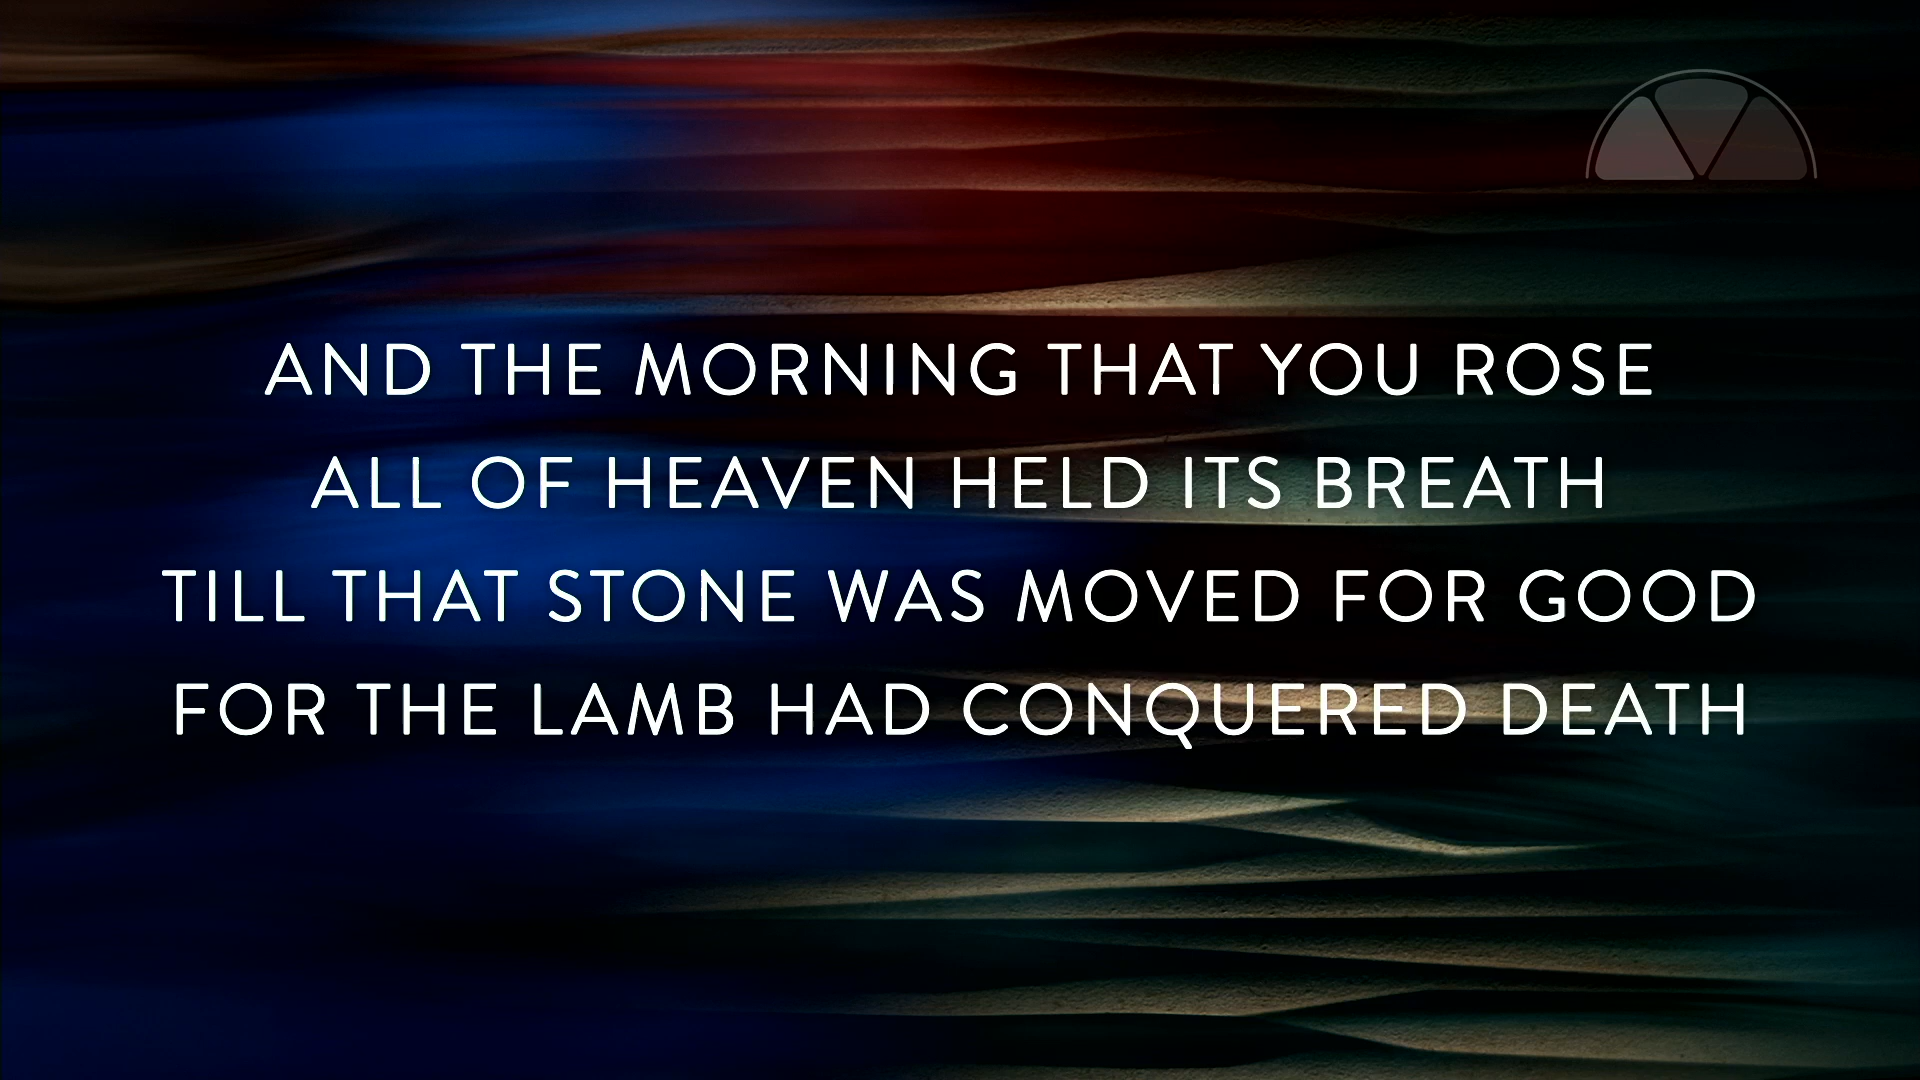 AND THE MORNING THAT YOU ROSE
ALL OF HEAVEN HELD ITS BREATH
TILL THAT STONE WAS MOVED FOR GOOD
FOR THE LAMB HAD CONQUERED DEATH